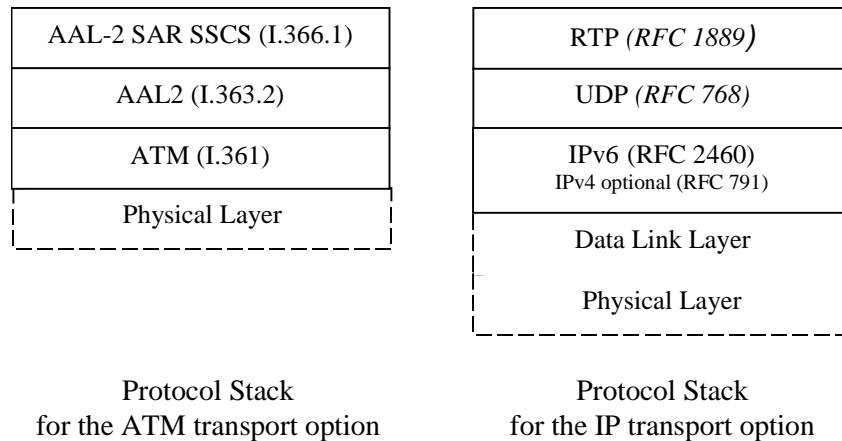 AAL-2 SAR SSCS (I.366.1)
AAL2 (I.363.2)
ATM (I.361)
Physical Layer
Protocol Stack
for the ATM transport option
RTP (RFC 1889)
UDP (RFC 768)
IPv6 (RFC 2460)
IPv4 optional (RFC 791)
Data Link Layer
Physical Layer
Protocol Stack
for the IP transport option